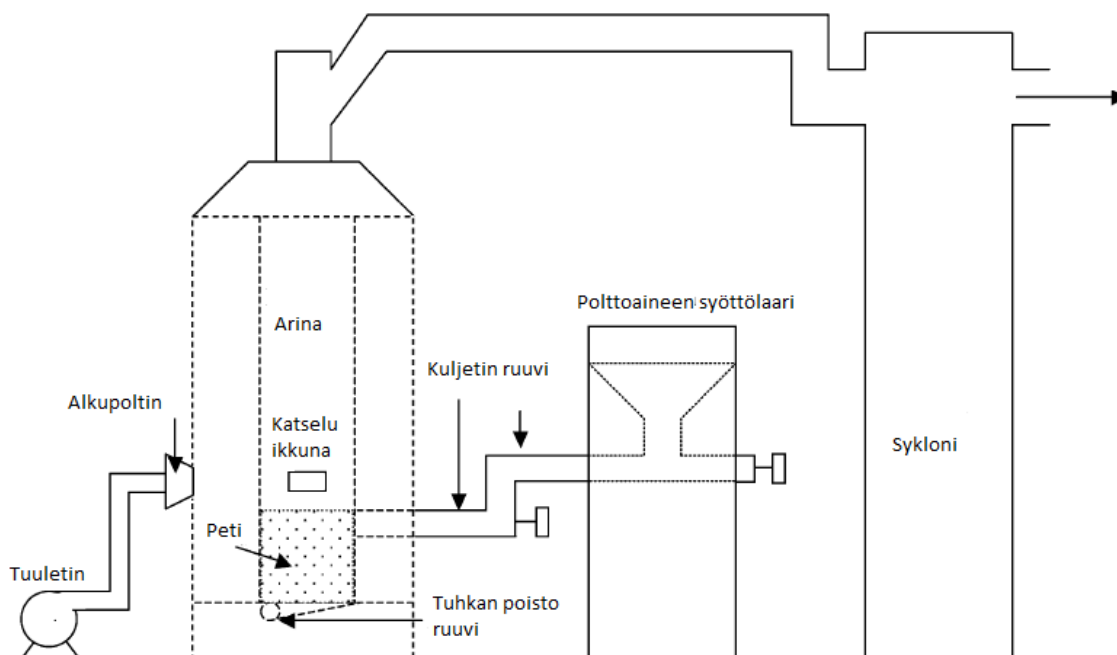 Polttoaineen syöttölaari
Arina
Kuljetin ruuvi
Alkupoltin
Katselu
ikkuna
Sykloni
Peti
Tuuletin
Tuhkan poisto
ruuvi